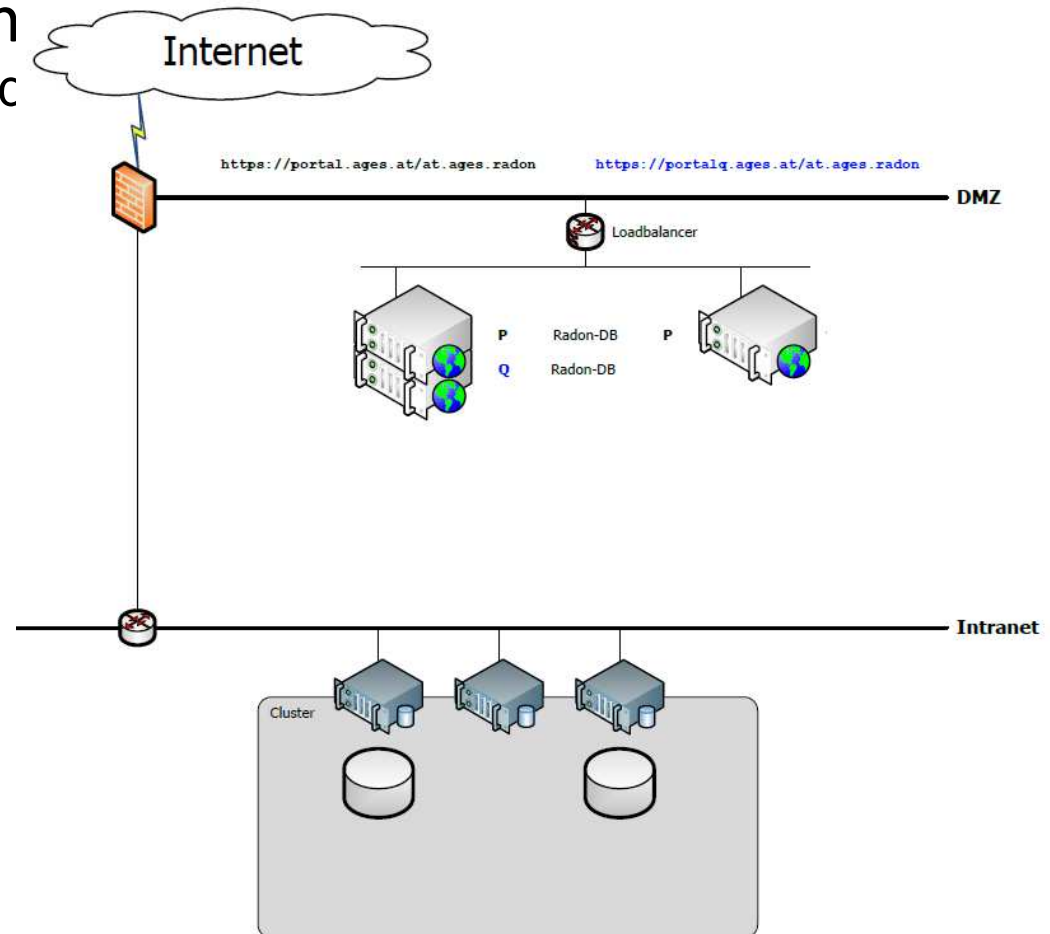 Internet
https://portal.ages.at/at.ages.radon https://portalq.ages.at/at.ages.radon
DMZ
Loadbalancer
P Radon-DB P
Q Radon-DB
Intranet
Cluster